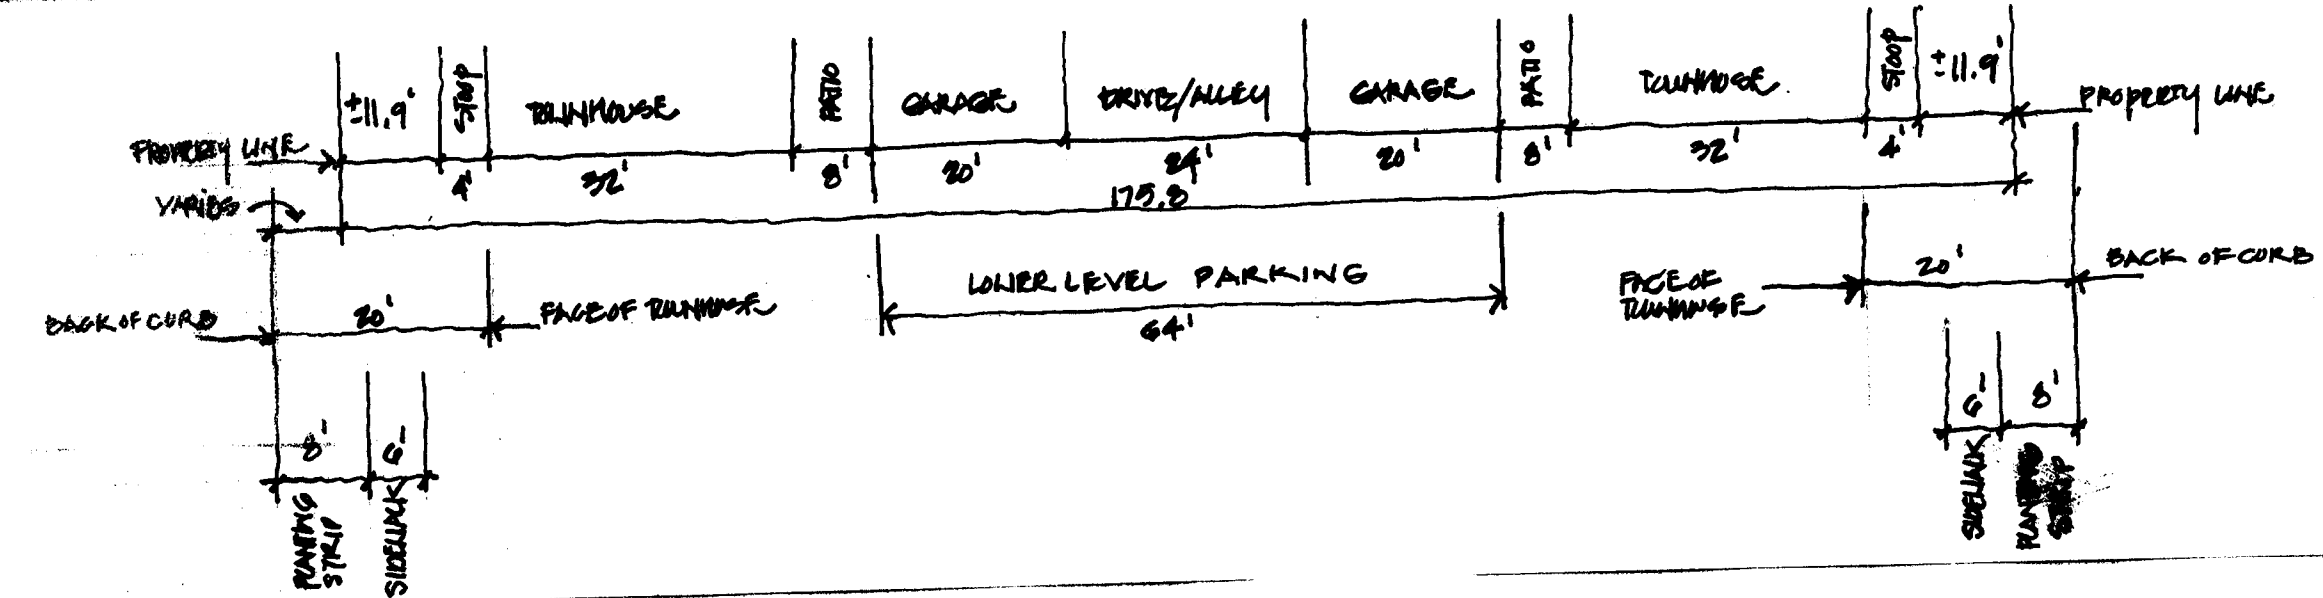 ±11.9' STOOP TOWNHOUSE PATIO GARAGE DRIVE/ALLEY GARAGE PATIO TOWNHOUSE STOOP ±11.9'
PROPERTY LINE PROPERTY LINE
4' 32' 8' 20' 24' 20' 8' 32' 4'
VARIES
175.8'
BACK OF CURB 20' FACE OF TOWNHOUSE
LOWER LEVEL PARKING
64'
FACE OF
TOWNHOUSE
20' BACK OF CURB
8' 6-
PLANTING
STRIP
SIDEWALK
6- 8'
SIDEWALK
PLANTING
STRIP